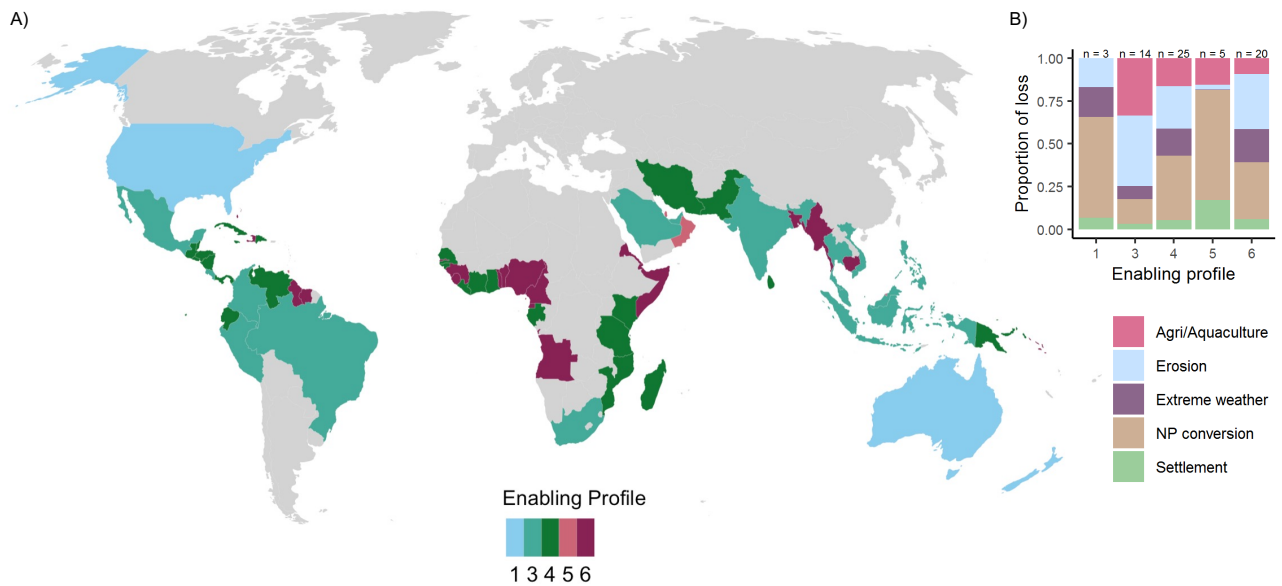 A)
B)
n = 3 n = 14 n = 25 n = 5 n = 20
1.00
0.75
0.50
0.25
0.00
Proportion of loss
1 3 4 5 6
Enabling profile
Agri/Aquaculture
Erosion
Extreme weather
NP conversion
Settlement
Enabling Profile
1 3 4 5 6